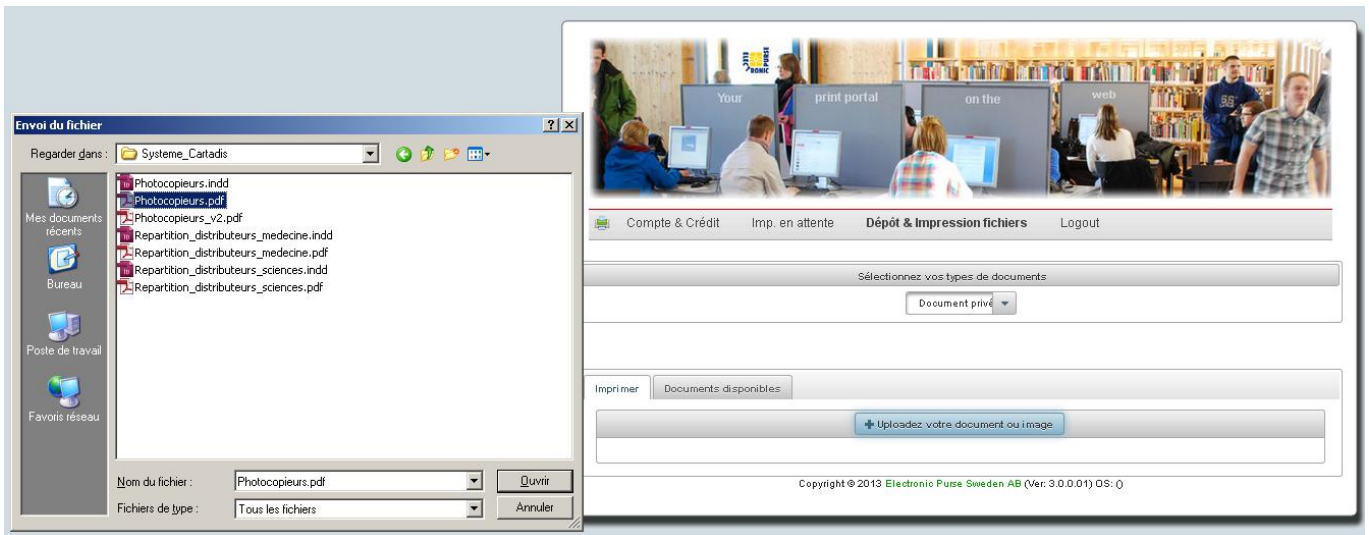 Envoi du fichier
Regarder dans :
Systeme_Cartadis
Mes documents
récents
Bureau
Poste de travail
Favoris réseau
Photocopieurs.indd
Photocopieurs.pdf
Photocopieurs_v2.pdf
Repartition_distributeurs_medecine.indd
Repartition_distributeurs_medecine.pdf
Repartition_distributeurs_sciences.indd
Repartition_distributeurs_sciences.pdf
Nom du fichier :
Photocopieurs.pdf
Ouvrir
Fichiers de type :
Tous les fichiers
Annuler
Your print portal on the web
Compte & Crédit Imp. en attente Dépôt & Impression fichiers Logout
Sélectionnez vos types de documents
Document privé
Imprimer Documents disponibles
+ Uploadez votre document ou image
Copyright © 2013 Electronic Purse Sweden AB (Ver: 3.0.0.01) OS: ()